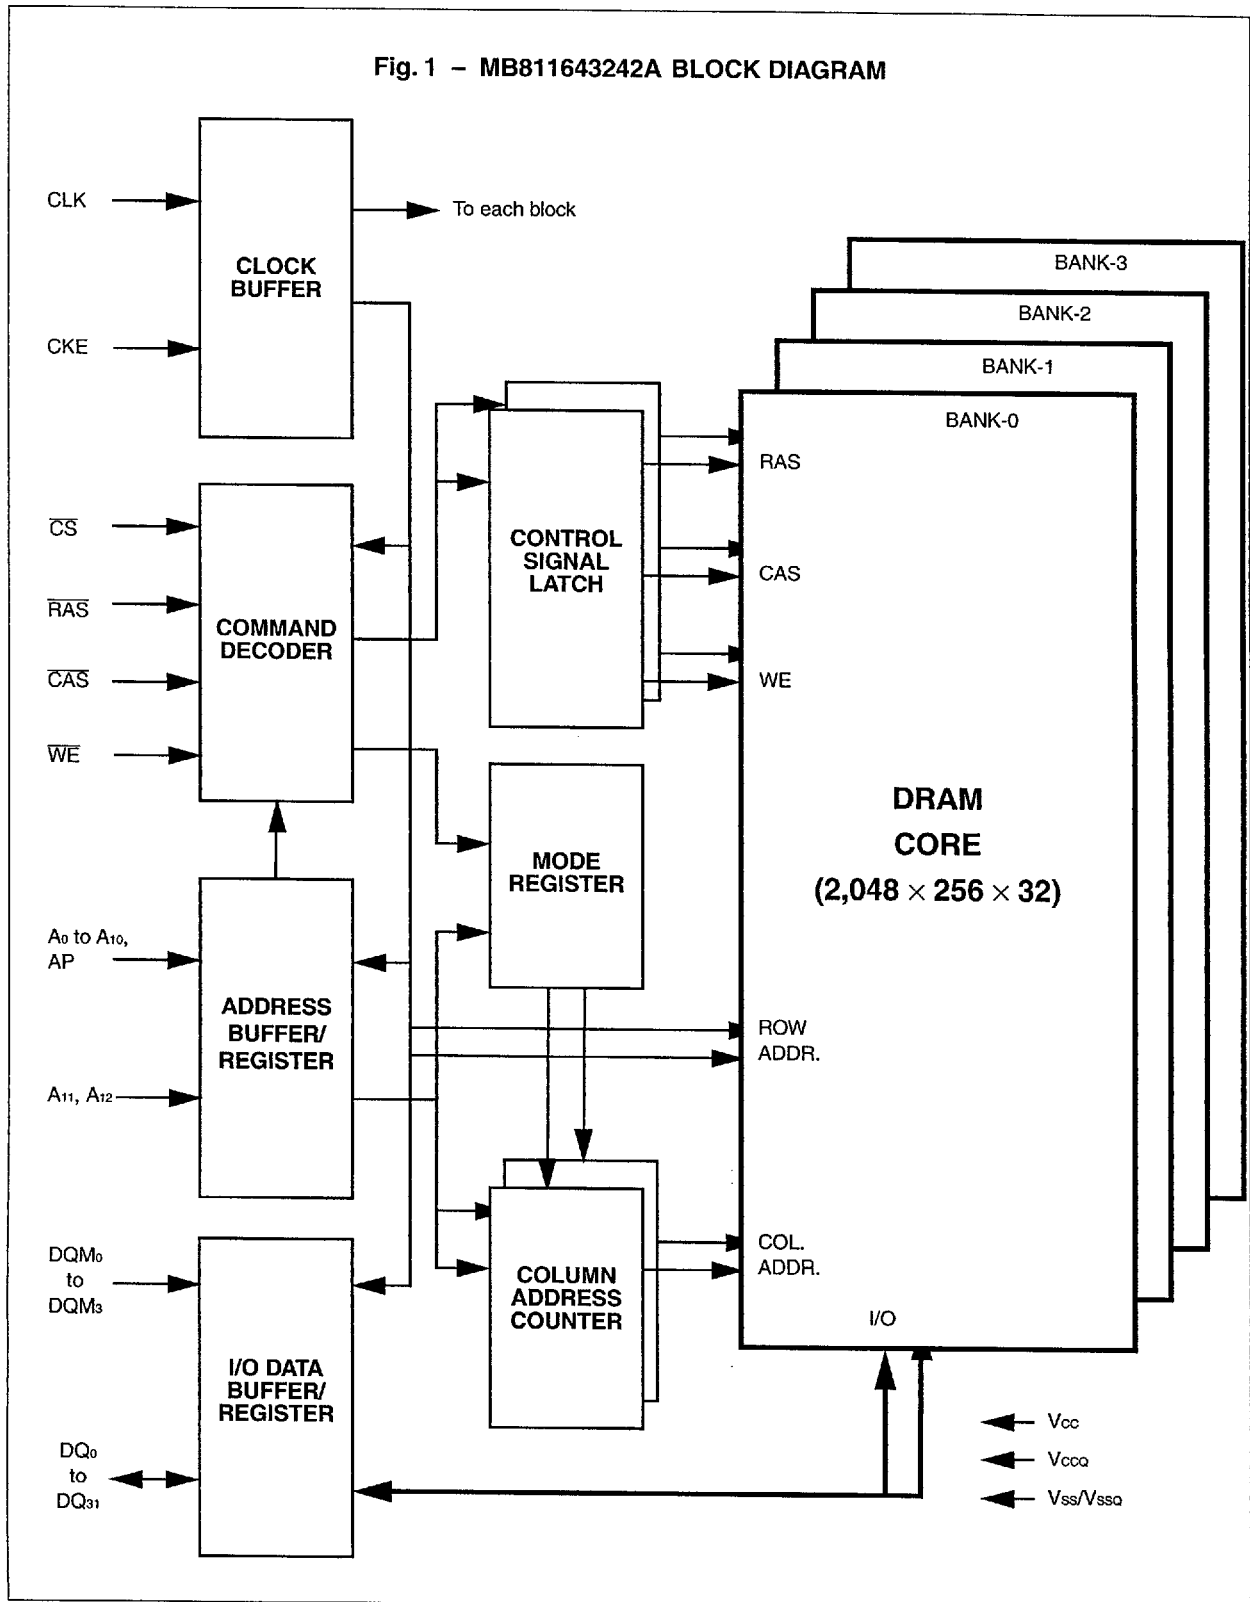 Fig. 1 – MB811643242A BLOCK DIAGRAM
CLK
CKE
CLOCK
BUFFER
To each block
BANK-3
BANK-2
BANK-1
BANK-0
CS
RAS
CAS
WE
COMMAND
DECODER
CONTROL
SIGNAL
LATCH
RAS
CAS
WE
MODE
REGISTER
DRAM
CORE
(2,048 × 256 × 32)
A0 to A10,
AP
A11, A12
ADDRESS
BUFFER/
REGISTER
ROW
ADDR.
COL.
ADDR.
I/O
COLUMN
ADDRESS
COUNTER
DQM0
to
DQM3
DQ0
to
DQ31
I/O DATA
BUFFER/
REGISTER
VCC
VCCQ
VSS/VSSQ